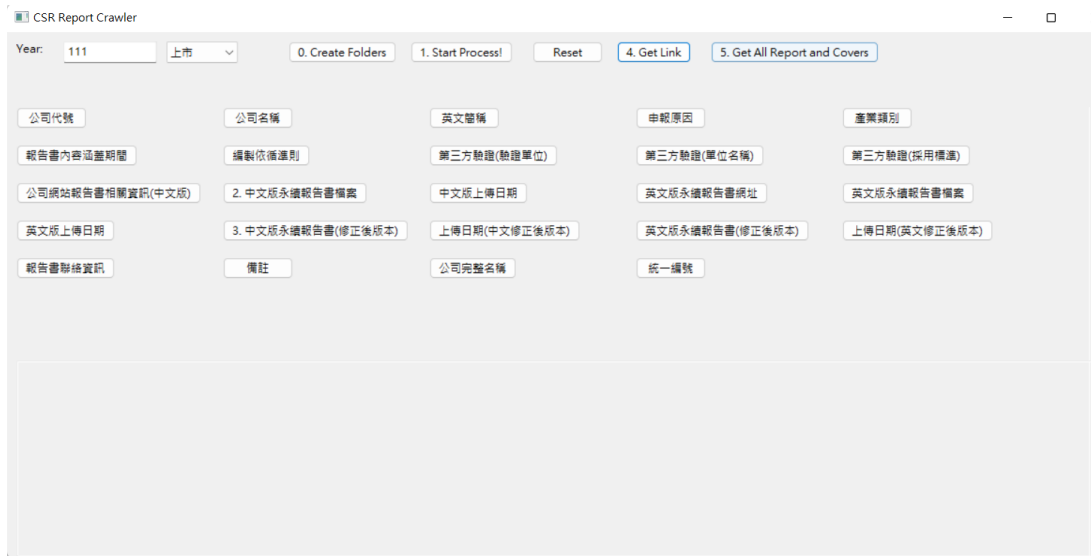 CSR Report Crawler
Year: 111 上市 0. Create Folders 1. Start Process! Reset 4. Get Link 5. Get All Report and Covers
公司代號 公司名稱 英文簡稱 申報原因 產業類別
報告書內容涵蓋期間 編製依循準則 第三方驗證(驗證單位) 第三方驗證(單位名稱) 第三方驗證(採用標準)
公司網站報告書相關資訊(中文版) 2. 中文版永續報告書檔案 中文版上傳日期 英文版永續報告書網址 英文版永續報告書檔案
英文版上傳日期 3. 中文版永續報告書(修正後版本) 上傳日期(中文修正後版本) 英文版永續報告書(修正後版本) 上傳日期(英文修正後版本)
報告書聯絡資訊 備註 公司完整名稱 統一編號